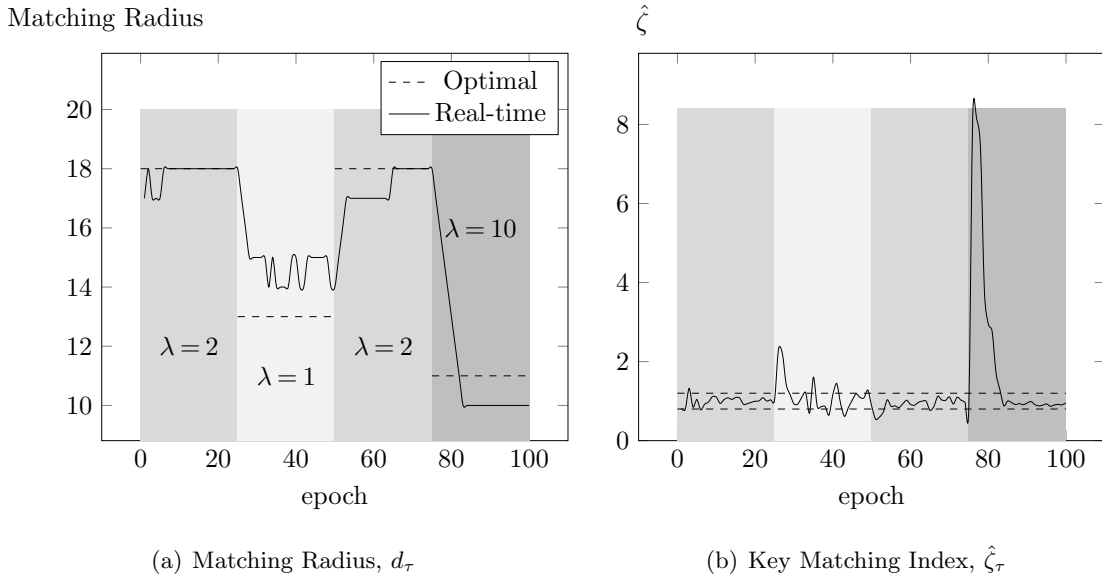 Matching Radius
Optimal
Real-time
20
18
16
14
12
10
λ = 10
λ = 2
λ = 1
λ = 2
0 20 40 60 80 100
epoch
(a) Matching Radius, d_τ
ζ̂
8
6
4
2
0
0 20 40 60 80 100
epoch
(b) Key Matching Index, ζ̂_τ